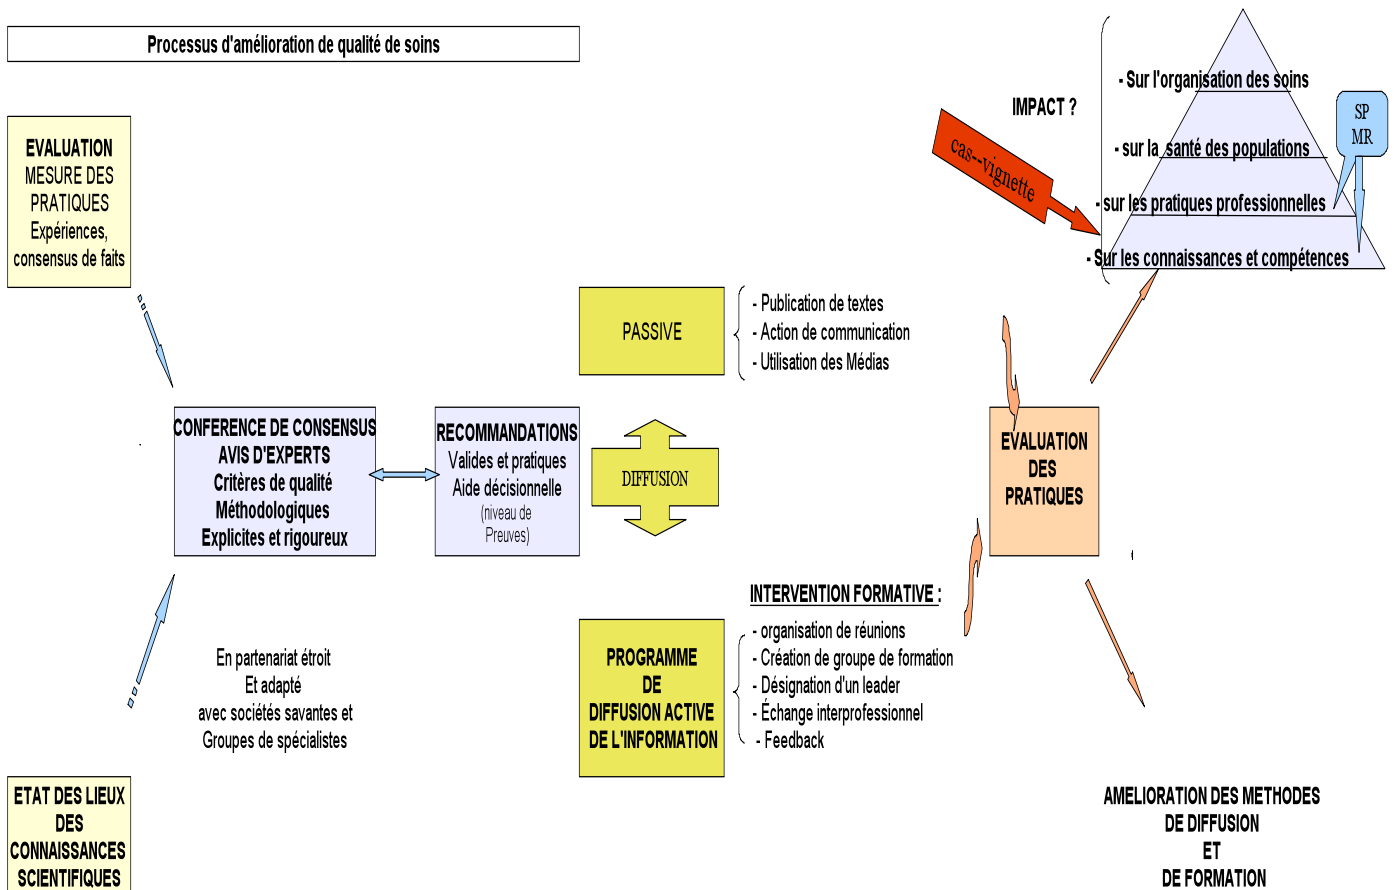 Processus d'amélioration de qualité de soins
EVALUATION
MESURE DES
PRATIQUES
Expériences,
consensus de faits
CONFERENCE DE CONSENSUS
AVIS D'EXPERTS
Critères de qualité
Méthodologiques
Explicites et rigoureux
En partenariat étroit
Et adapté
avec sociétés savantes et
Groupes de spécialistes
ETAT DES LIEUX
DES
CONNAISSANCES
SCIENTIFIQUES
RECOMMANDATIONS
Valides et pratiques
Aide décisionnelle
(niveau de
Preuves)
PASSIVE
- Publication de textes
- Action de communication
- Utilisation des Médias
DIFFUSION
PROGRAMME
DE
DIFFUSION ACTIVE
DE L'INFORMATION
INTERVENTION FORMATIVE :
- organisation de réunions
- Création de groupe de formation
- Désignation d'un leader
- Échange interprofessionnel
- Feedback
EVALUATION
DES
PRATIQUES
IMPACT ?
cas--vignette
- Sur l'organisation des soins
- sur la santé des populations
- sur les pratiques professionnelles
- Sur les connaissances et compétences
SP
MR
AMELIORATION DES METHODES
DE DIFFUSION
ET
DE FORMATION